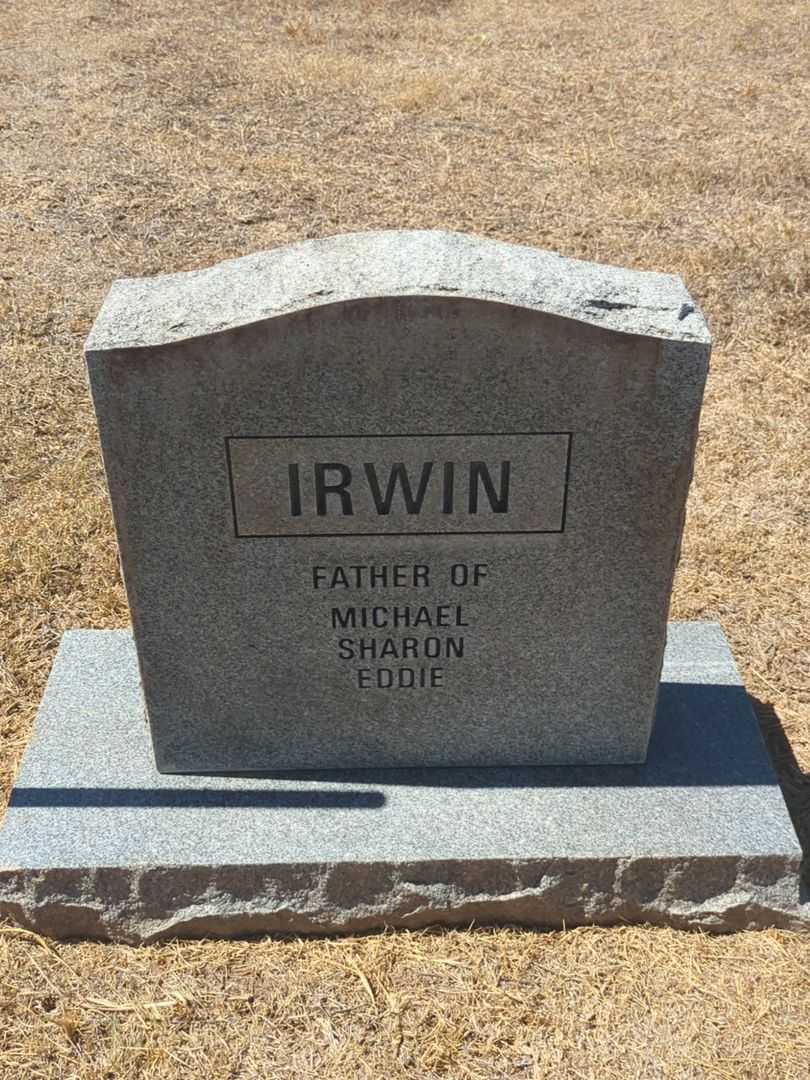 IRWIN
FATHER OF
MICHAEL
SHARON
EDDIE